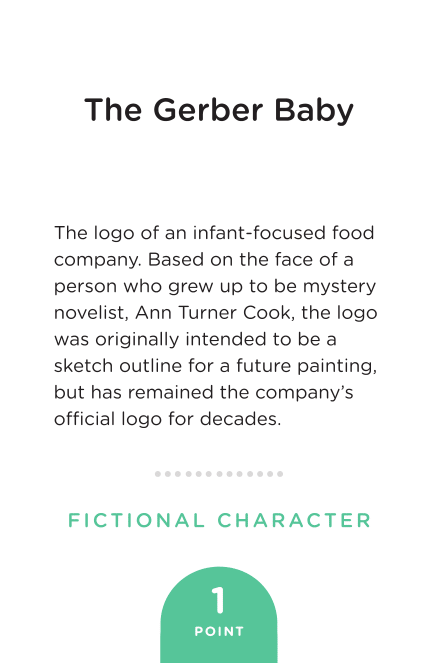 The Gerber Baby
The logo of an infant-focused food
company. Based on the face of a
person who grew up to be mystery
novelist, Ann Turner Cook, the logo
was originally intended to be a
sketch outline for a future painting,
but has remained the company’s
official logo for decades.
FICTIONAL CHARACTER
1
POINT